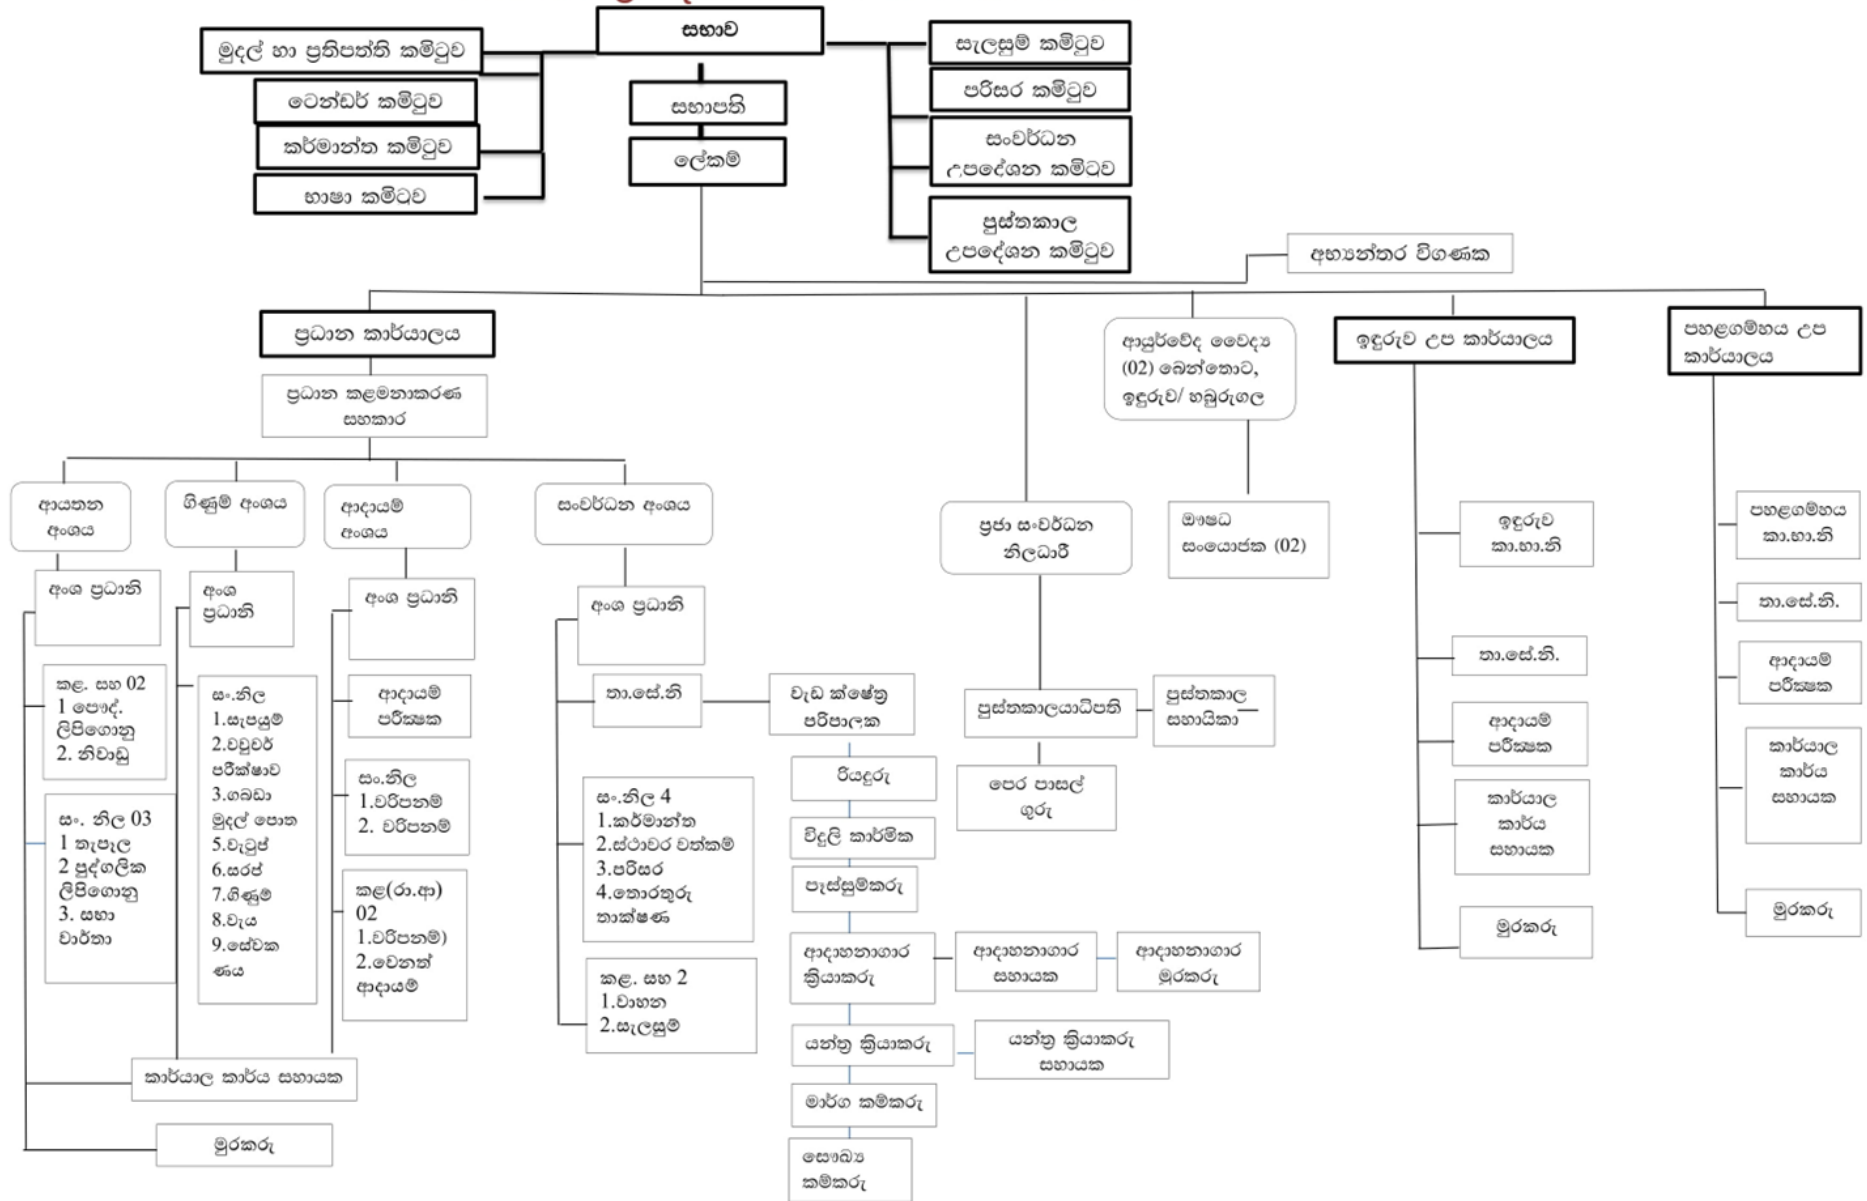 සභාව
මුදල් හා ප්‍රතිපත්ති කමිටුව
ටෙන්ඩර් කමිටුව
කර්මාන්ත කමිටුව
භාෂා කමිටුව
සභාපති
ලේකම්
සැලසුම් කමිටුව
පරිසර කමිටුව
සංවර්ධන
උපදේශන කමිටුව
පුස්තකාල
උපදේශන කමිටුව
අභ්‍යන්තර විගණක
ප්‍රධාන කාර්යාලය
ප්‍රධාන කළමනාකරණ
සහකාර
ආයුර්වේද වෛද්‍ය
(02) බෙන්තොට,
ඉඳුරුව/ හබුරුගල
ඉඳුරුව උප කාර්යාලය
පහළගම්හය උප
කාර්යාලය
ආයතන
අංශය
ගිණුම් අංශය
ආදායම්
අංශය
සංවර්ධන අංශය
ප්‍රජා සංවර්ධන
නිලධාරී
ඖෂධ
සංයොජක (02)
ඉඳුරුව
කා.භා.නි
පහළගම්හය
කා.භා.නි
අංශ ප්‍රධානි
කළ. සහ 02
1 පෞද්.
ලිපිගොනු
2. නිවාඩු
සං. නිල 03
1 තැපෑල
2 පුද්ගලික
ලිපිගොනු
3. සභා
වාර්තා
අංශ
ප්‍රධානි
සං.නිල
1.සැපයුම්
2.වවුචර්
පරීක්ෂාව
3.ගබඩා
මුදල් පොත
5.වැටුප්
6.සරප්
7.ගිණුම්
8.වැය
9.සේවක
ණය
අංශ ප්‍රධානි
ආදායම්
පරීක්‍ෂක
සං.නිල
1.වරිපනම්
2. වරිපනම්
කළ(රා.ආ)
02
1.වරිපනම්)
2.වෙනත්
ආදායම්
කාර්යාල කාර්ය සහායක
මුරකරු
අංශ ප්‍රධානි
තා.සේ.නි
සං.නිල 4
1.කර්මාන්ත
2.ස්ථාවර වත්කම්
3.පරිසර
4.තොරතුරු
තාක්ෂණ
කළ. සහ 2
1.වාහන
2.සැලසුම්
වැඩ ක්ෂේත්‍ර
පරිපාලක
රියදුරු
විදුලි කාර්මික
පෑස්සුම්කරු
ආදාහනාගාර
ක්‍රියාකරු
ආදාහනාගාර
සහායක
ආදාහනාගාර
මුරකරු
යන්ත්‍ර ක්‍රියාකරු
යන්ත්‍ර ක්‍රියාකරු
සහායක
මාර්ග කම්කරු
සෞඛ්‍ය
කම්කරු
පුස්තකාලයාධිපති
පුස්තකාල
සහායිකා
පෙර පාසල්
ගුරු
තා.සේ.නි.
ආදායම්
පරීක්‍ෂක
කාර්යාල
කාර්ය
සහායක
මුරකරු
තා.සේ.නි.
ආදායම්
පරීක්‍ෂක
කාර්යාල
කාර්ය
සහායක
මුරකරු